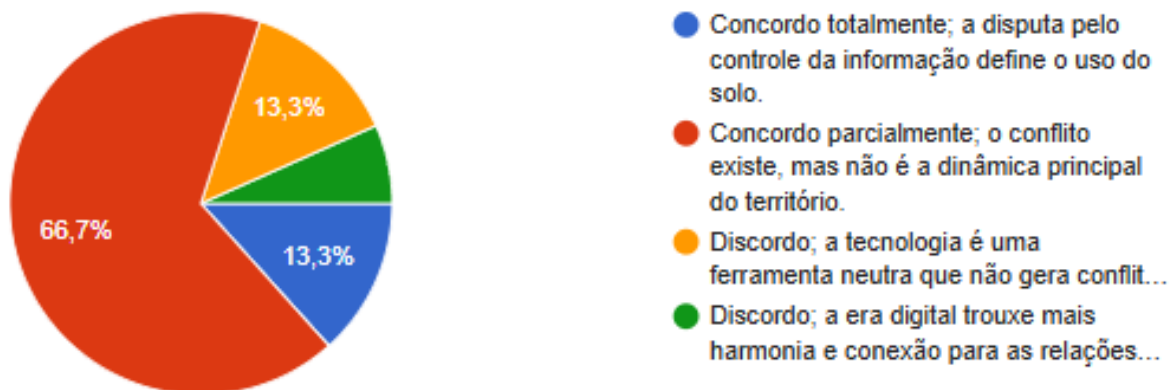 13,3%
66,7%
13,3%
Concordo totalmente; a disputa pelo
controle da informação define o uso do
solo.
Concordo parcialmente; o conflito
existe, mas não é a dinâmica principal
do território.
Discordo; a tecnologia é uma
ferramenta neutra que não gera conflit...
Discordo; a era digital trouxe mais
harmonia e conexão para as relações...